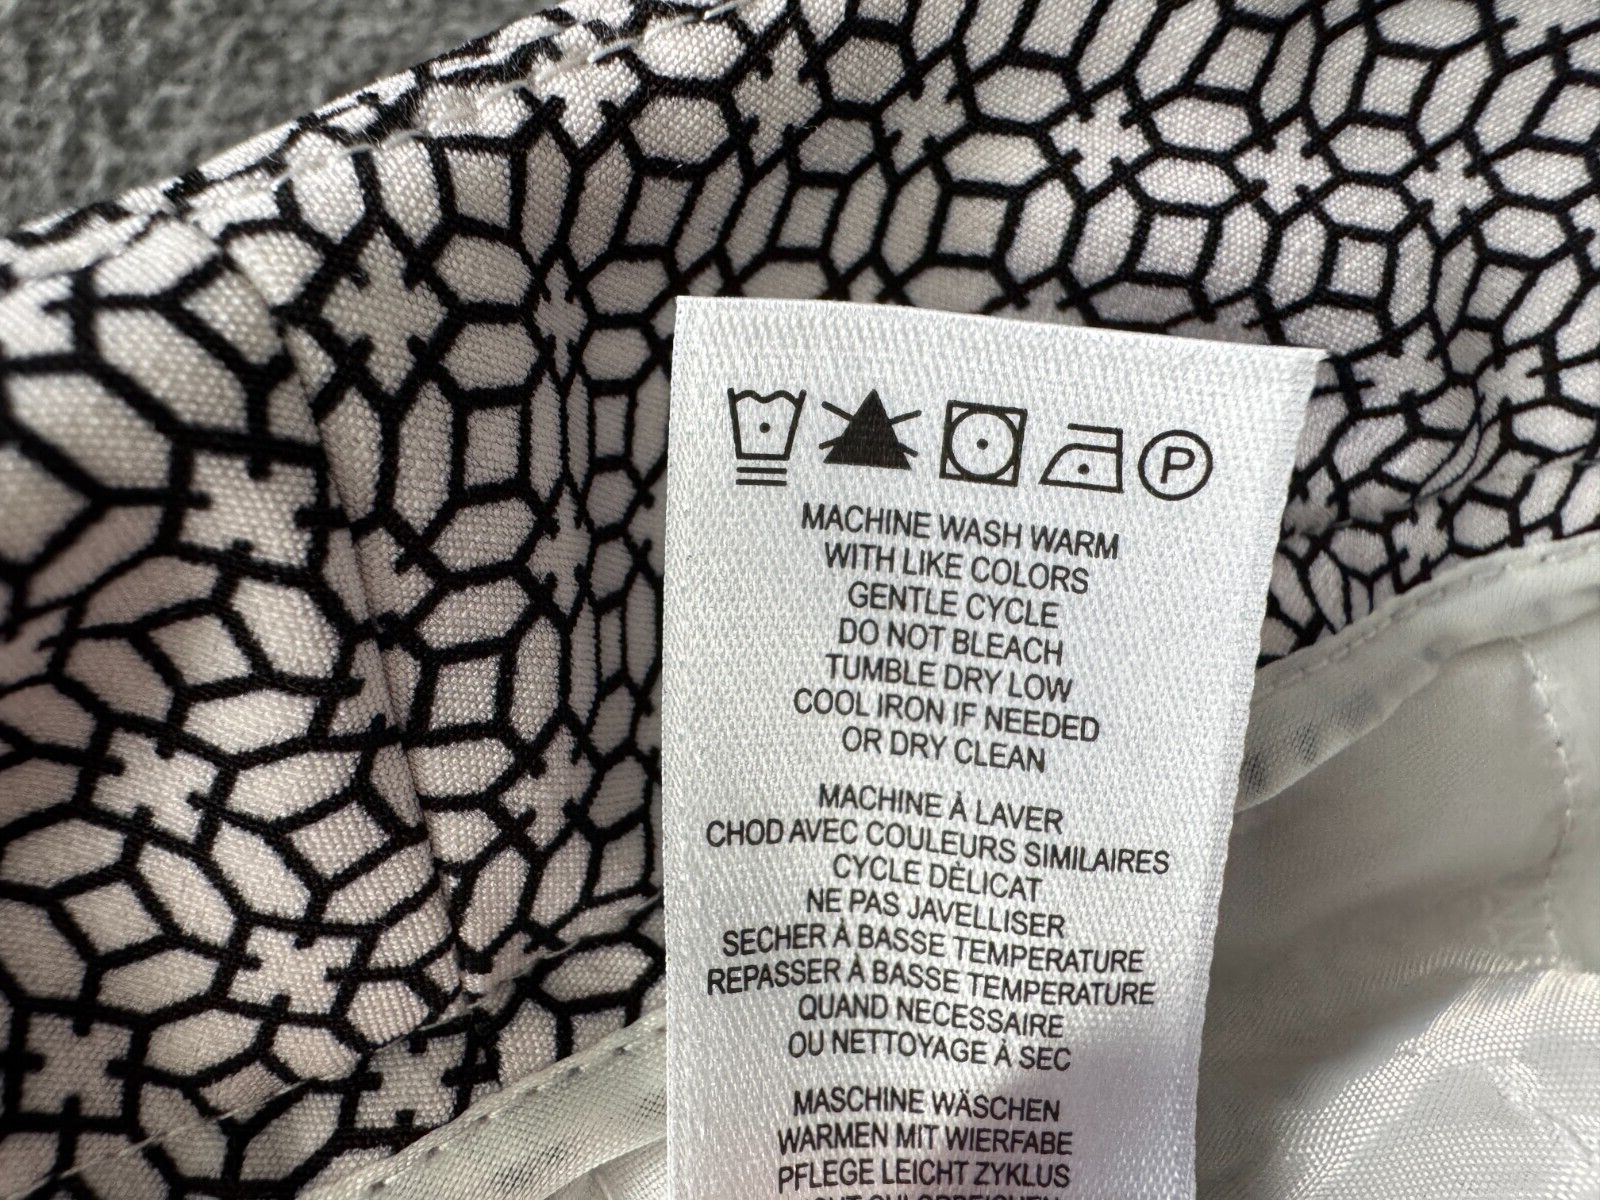 P
MACHINE WASH WARM
WITH LIKE COLORS
GENTLE CYCLE
DO NOT BLEACH
TUMBLE DRY LOW
COOL IRON IF NEEDED
OR DRY CLEAN
MACHINE À LAVER
CHOD AVEC COULEURS SIMILAIRES
CYCLE DÉLICAT
NE PAS JAVELLISER
SECHER À BASSE TEMPERATURE
REPASSER À BASSE TEMPERATURE
QUAND NECESSAIRE
OU NETTOYAGE À SEC
MASCHINE WÄSCHEN
WARMEN MIT WIERFABE
PFLEGE LEICHT ZYKLUS